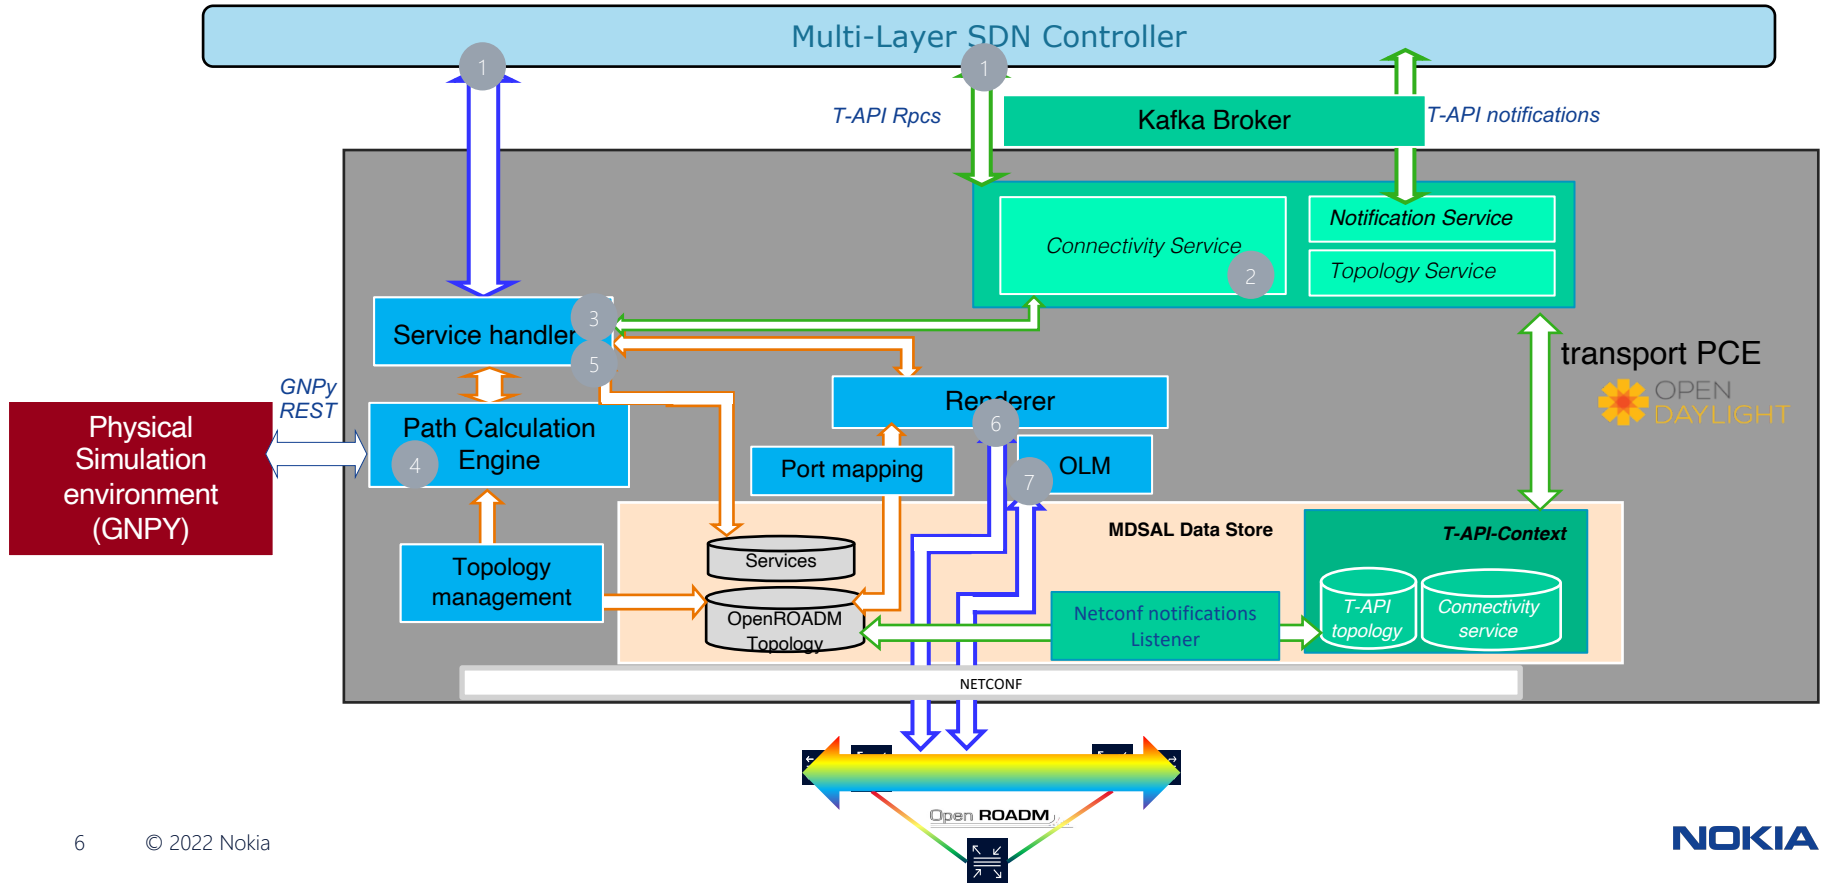 Multi-Layer SDN Controller
1
1
T-API Rpcs
Kafka Broker
T-API notifications
Connectivity Service
2
Notification Service
Topology Service
Service handler
3
5
transport PCE
OPEN
DAYLIGHT
GNPy
REST
Physical
Simulation
environment
(GNPY)
Path Calculation
Engine
4
Renderer
6
Port mapping
OLM
7
MDSAL Data Store
T-API-Context
Topology
management
Services
OpenROADM
Topology
Netconf notifications
Listener
T-API
topology
Connectivity
service
NETCONF
Open ROADM
6
© 2022 Nokia
NOKIA